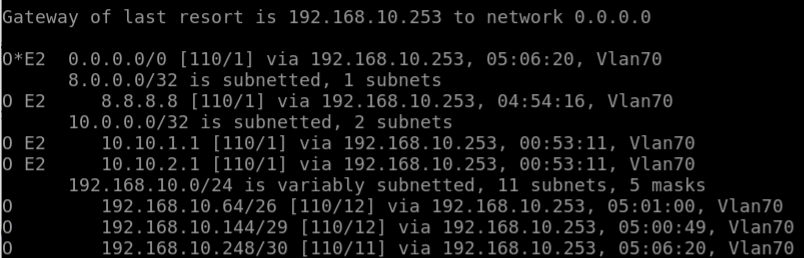 Gateway of last resort is 192.168.10.253 to network 0.0.0.0
O*E2 0.0.0.0/0 [110/1] via 192.168.10.253, 05:06:20, Vlan70
8.0.0.0/32 is subnetted, 1 subnets
O E2 8.8.8.8 [110/1] via 192.168.10.253, 04:54:16, Vlan70
10.0.0.0/32 is subnetted, 2 subnets
O E2 10.10.1.1 [110/1] via 192.168.10.253, 00:53:11, Vlan70
O E2 10.10.2.1 [110/1] via 192.168.10.253, 00:53:11, Vlan70
192.168.10.0/24 is variably subnetted, 11 subnets, 5 masks
O 192.168.10.64/26 [110/12] via 192.168.10.253, 05:01:00, Vlan70
O 192.168.10.144/29 [110/12] via 192.168.10.253, 05:00:49, Vlan70
O 192.168.10.248/30 [110/11] via 192.168.10.253, 05:06:20, Vlan70